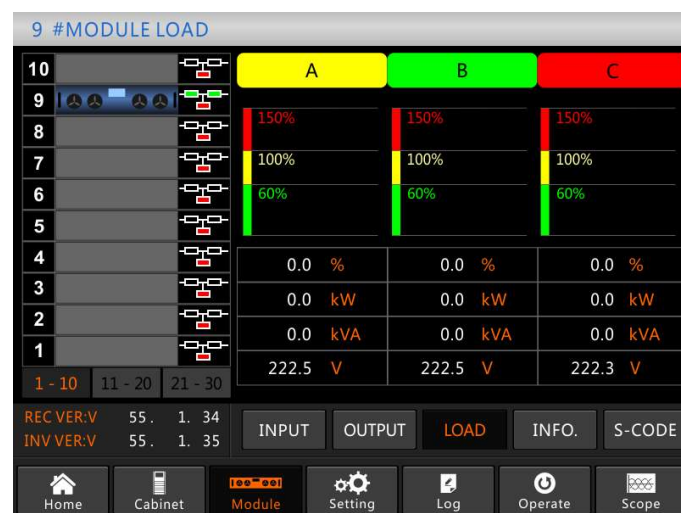 9 #MODULE LOAD
10
9
8
7
6
5
4
3
2
1
1 - 10 11 - 20 21 - 30
REC VER:V 55. 1. 34
INV VER:V 55. 1. 35
A B C
150% 150% 150%
100% 100% 100%
60% 60% 60%
0.0 % 0.0 % 0.0 %
0.0 kW 0.0 kW 0.0 kW
0.0 kVA 0.0 kVA 0.0 kVA
222.5 V 222.5 V 222.3 V
INPUT OUTPUT LOAD INFO. S-CODE
Home Cabinet Module Setting Log Operate Scope